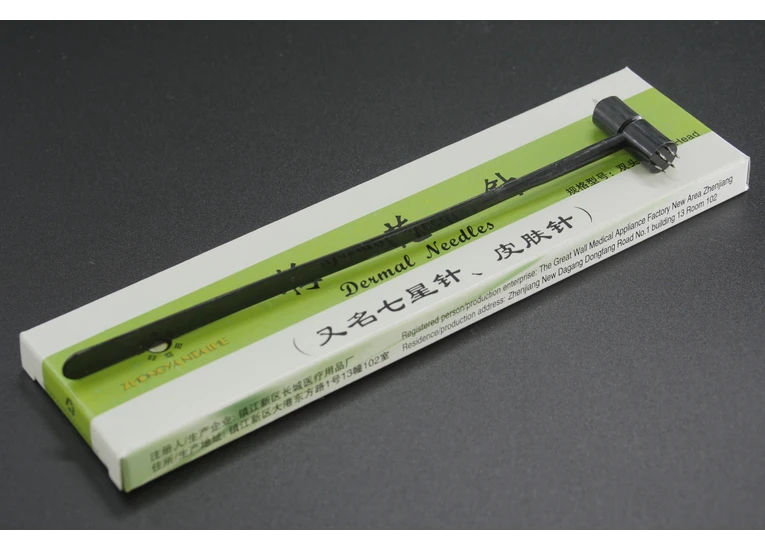 针
Dermal Needles
（又名七星针、皮肤针）
规格型号：双头
Head
Registered person/production enterprise: The Great Wall Medical Appliance Factory New Area Zhenjiang
Residence/production address: Zhenjiang New Dagang Dongfang Road No.1 building 13 Room 102
注册人/生产企业：镇江新区长城医疗用品厂
住所/生产地址：镇江新区大港东方路1号13幢102室